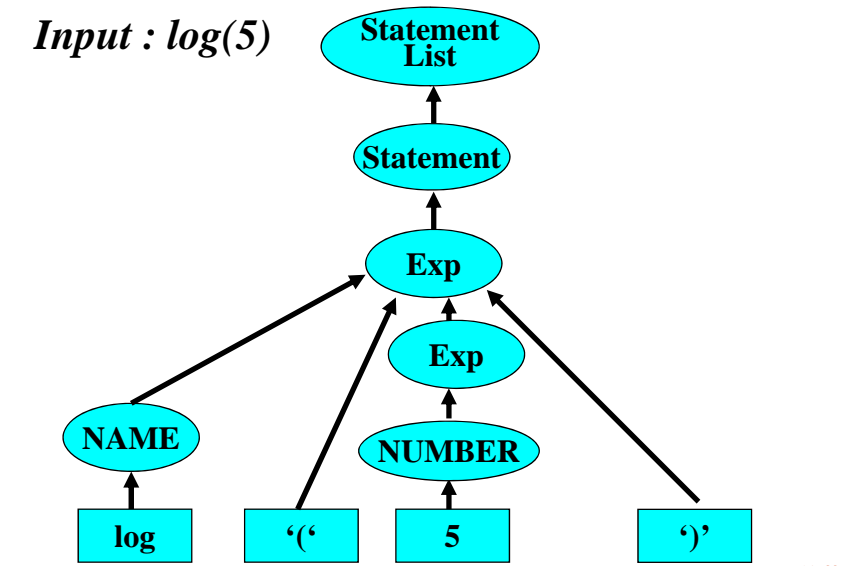 Input : log(5)
Statement
List
Statement
Exp
Exp
NAME
NUMBER
log
‘(‘
5
‘)’